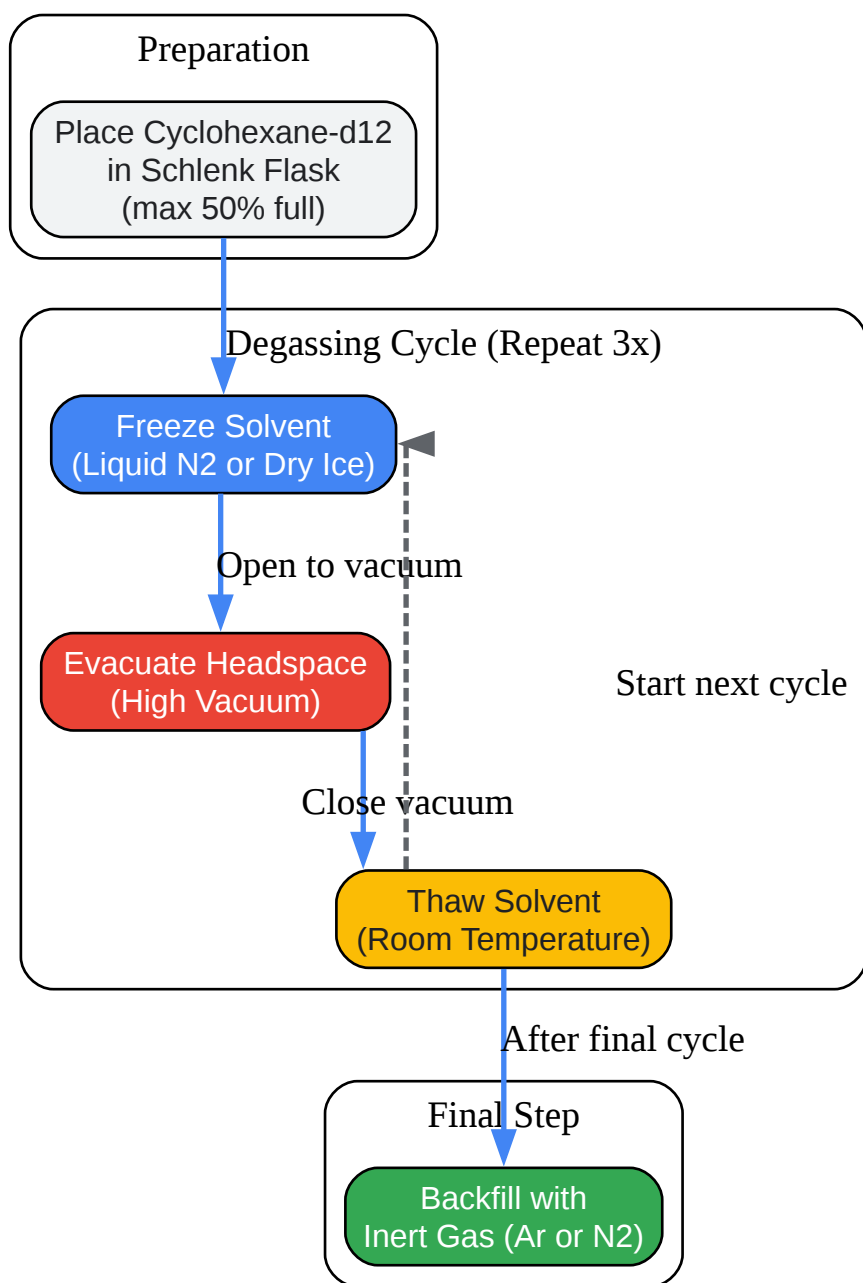 Preparation
Place Cyclohexane-d12
in Schlenk Flask
(max 50% full)
Degassing Cycle (Repeat 3x)
Freeze Solvent
(Liquid N2 or Dry Ice)
Open to vacuum
Evacuate Headspace
(High Vacuum)
Start next cycle
Close vacuum
Thaw Solvent
(Room Temperature)
After final cycle
Final Step
Backfill with
Inert Gas (Ar or N2)